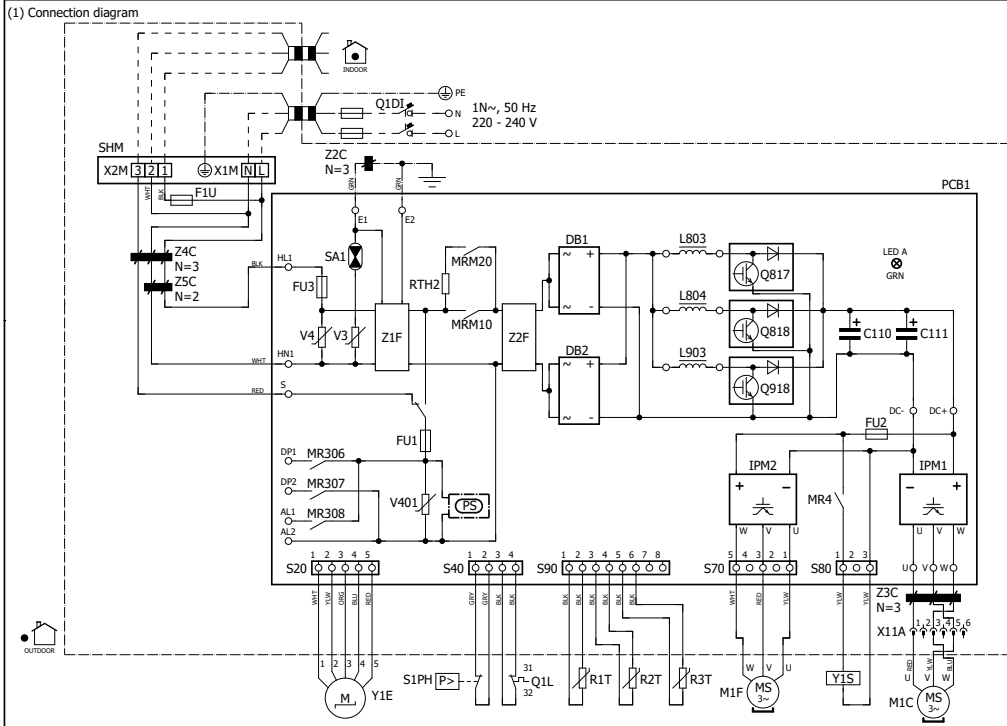 (1) Connection diagram
INDOOR
PE
Q1DI
N
1N~, 50 Hz
L
220 - 240 V
SHM
X2M 3 2 1 X1M N L
Z2C
N=3
PCB1
WHT
BLK
F1U
GRN
GRN
E1
E2
Z4C
N=3
Z5C
N=2
BLK
HL1
SA1
FU3
MRM20
RTH2
MRM10
DB1
~ +
~ -
L803
Q817
LED A
GRN
L804
Q818
C110
C111
V4
V3
Z1F
Z2F
DB2
~ +
~ -
L903
Q918
WHT
HN1
RED
S
DC-
DC+
FU1
FU2
DP1
MR306
DP2
MR307
AL1
MR308
AL2
V401
PS
IPM2
+ -
W V U
MR4
IPM1
- +
U V W
1 2 3 4 5
S20
1 2 3 4
S40
1 2 3 4 5 6 7 8
S90
5 4 3 2 1
S70
1 2 3
S80
U V W
WHT
YLW
ORG
BLU
RED
GRY
GRY
BLK
BLK
BLK
BLK
BLK
BLK
BLK
BLK
WHT
RED
YLW
YLW
YLW
Z3C
N=3
X11A
1 2 3 4 5 6
OUTDOOR
1 2 3 4 5
M
Y1E
S1PH
P>
31
Q1L
32
R1T
R2T
R3T
W V U
M1F
MS
3~
Y1S
RED
YLW
BLU
U V W
M1C
MS
3~